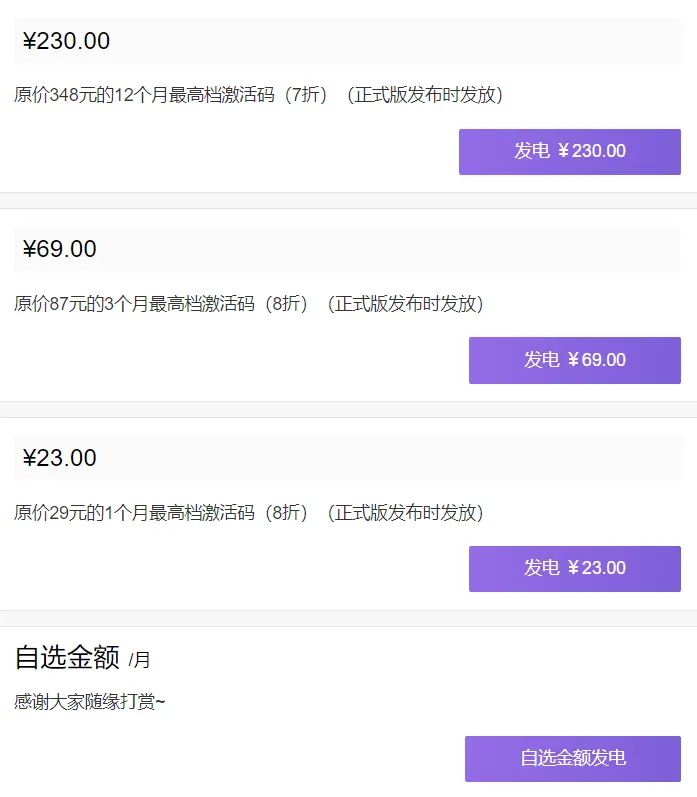 ¥230.00
原价348元的12个月最高档激活码（7折）（正式版发布时发放）
发电 ￥230.00
¥69.00
原价87元的3个月最高档激活码（8折）（正式版发布时发放）
发电 ￥69.00
¥23.00
原价29元的1个月最高档激活码（8折）（正式版发布时发放）
发电 ￥23.00
自选金额 /月
感谢大家随缘打赏~
自选金额发电